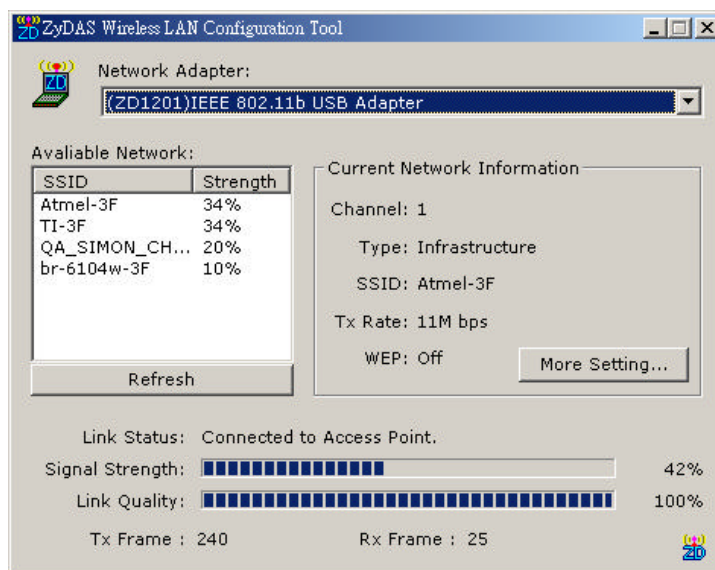 ZyDAS Wireless LAN Configuration Tool
Network Adapter:
(ZD1201)IEEE 802.11b USB Adapter
Avaliable Network:
SSID Strength
Atmel-3F 34%
TI-3F 34%
QA_SIMON_CH... 20%
br-6104w-3F 10%
Refresh
Current Network Information
Channel: 1
Type: Infrastructure
SSID: Atmel-3F
Tx Rate: 11M bps
WEP: Off
More Setting...
Link Status: Connected to Access Point.
Signal Strength: 42%
Link Quality: 100%
Tx Frame : 240 Rx Frame : 25
ZD